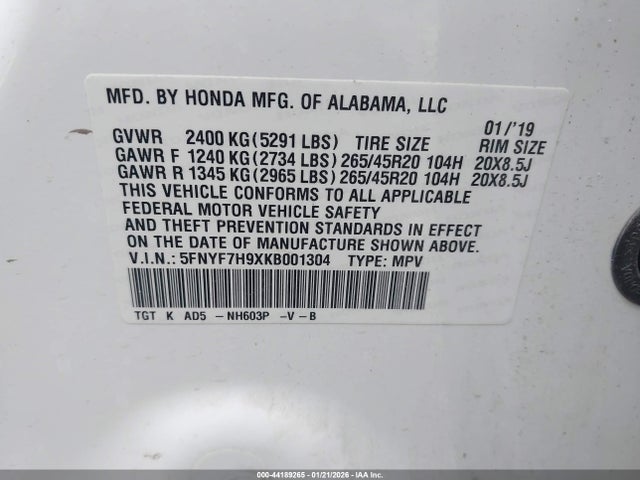 MFD. BY HONDA MFG. OF ALABAMA, LLC
01/'19
GVWR 2400 KG(5291 LBS) TIRE SIZE RIM SIZE
GAWR F 1240 KG(2734 LBS) 265/45R20 104H 20X8.5J
GAWR R 1345 KG(2965 LBS) 265/45R20 104H 20X8.5J
THIS VEHICLE CONFORMS TO ALL APPLICABLE
FEDERAL MOTOR VEHICLE SAFETY
AND THEFT PREVENTION STANDARDS IN EFFECT
ON THE DATE OF MANUFACTURE SHOWN ABOVE.
V.I.N.: 5FNYF7H9XKB001304 TYPE: MPV
TGT K AD5 - NH603P -V-B
000-44189265 - 01/21/2026 - IAA Inc.